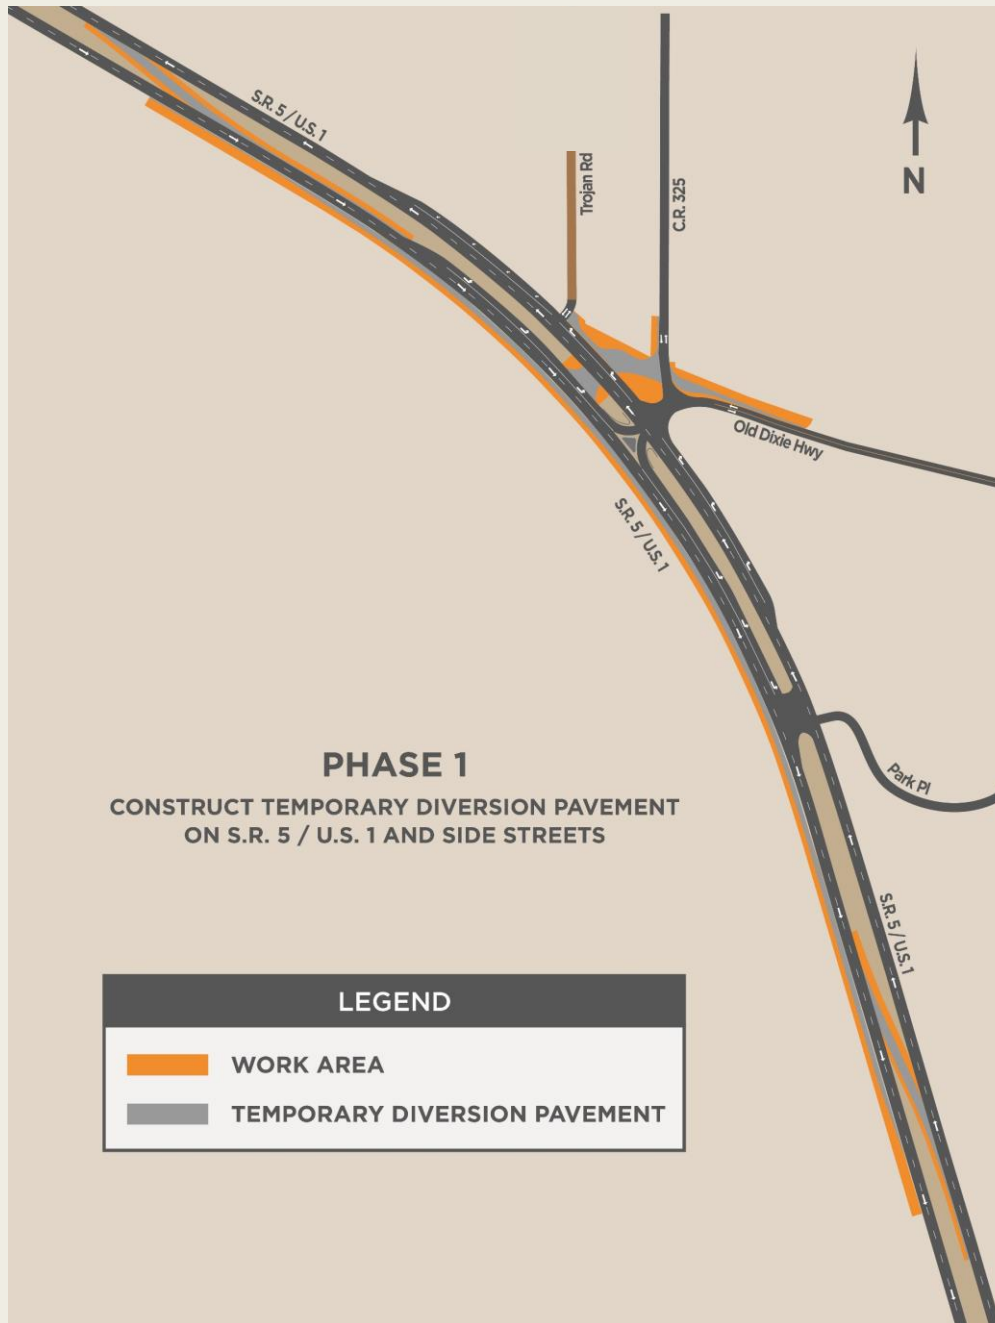 S.R. 5 / U.S. 1
Trojan Rd
C.R. 325
N
Old Dixie Hwy
S.R. 5 / U.S. 1
PHASE 1
CONSTRUCT TEMPORARY DIVERSION PAVEMENT
ON S.R. 5 / U.S. 1 AND SIDE STREETS
Park Pl
S.R. 5 / U.S. 1
LEGEND
WORK AREA
TEMPORARY DIVERSION PAVEMENT